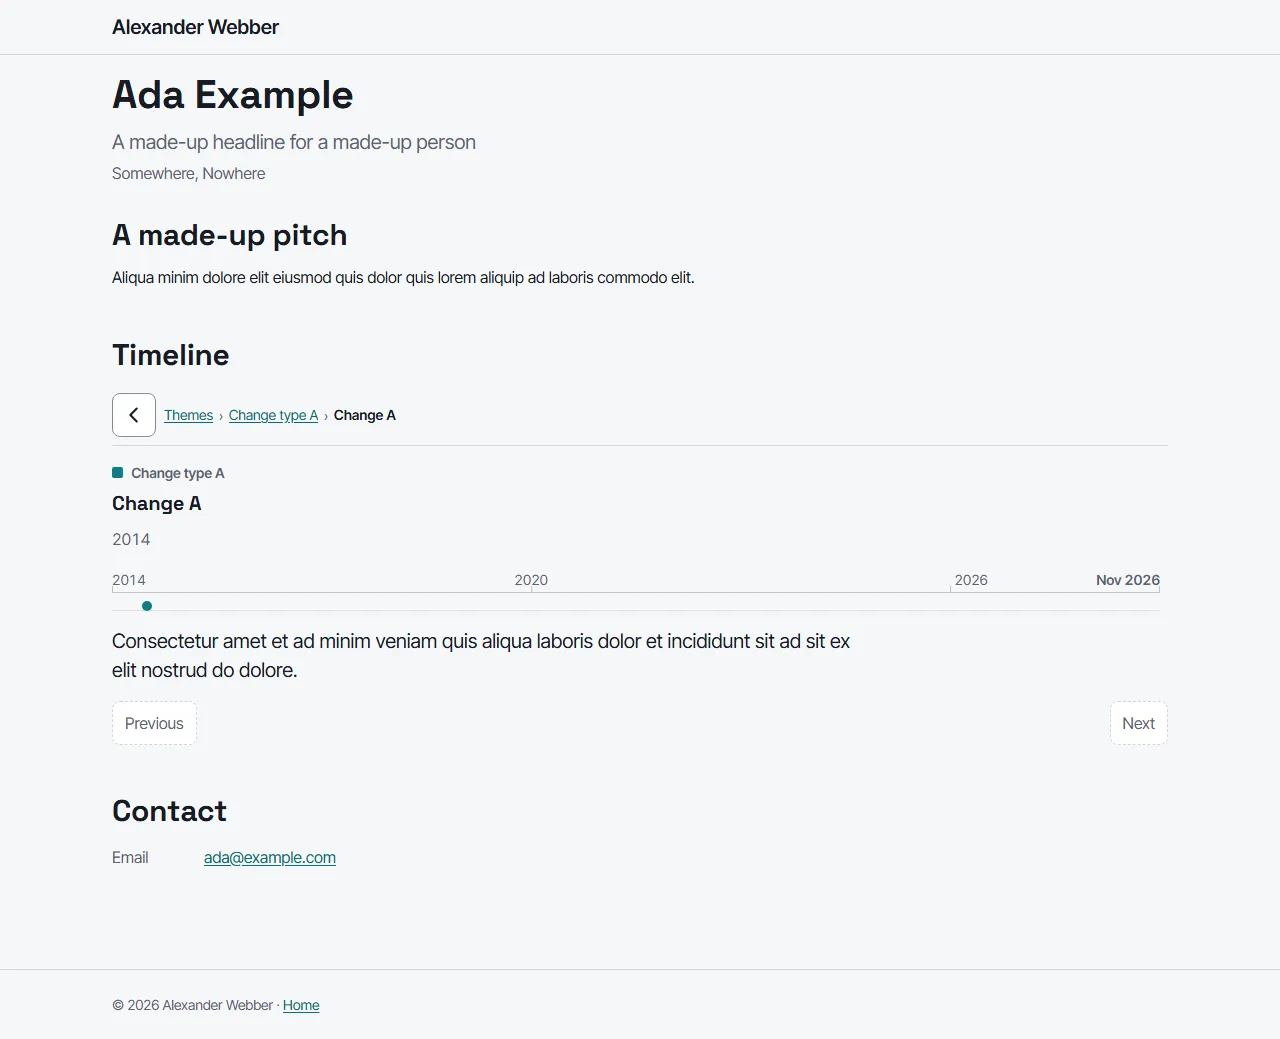 Alexander Webber
Ada Example
A made-up headline for a made-up person
Somewhere, Nowhere
A made-up pitch
Aliqua minim dolore elit eiusmod quis dolor quis lorem aliquip ad laboris commodo elit.
Timeline
Themes › Change type A › Change A
Change type A
Change A
2014
2014 2020 2026 Nov 2026
Consectetur amet et ad minim veniam quis aliqua laboris dolor et incididunt sit ad sit ex
elit nostrud do dolore.
Previous Next
Contact
Email ada@example.com
© 2026 Alexander Webber · Home